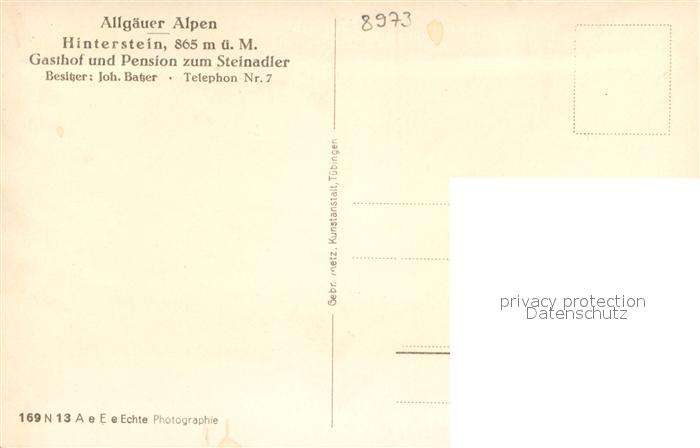 Allgäuer Alpen
Hinterstein, 865 m ü. M.
Gasthof und Pension zum Steinadler
Besitzer: Joh. Batzer · Telephon Nr. 7
8973
Gebr. Metz, Kunstanstalt, Tübingen
privacy protection
Datenschutz
169 N 13 A e E e Echte Photographie